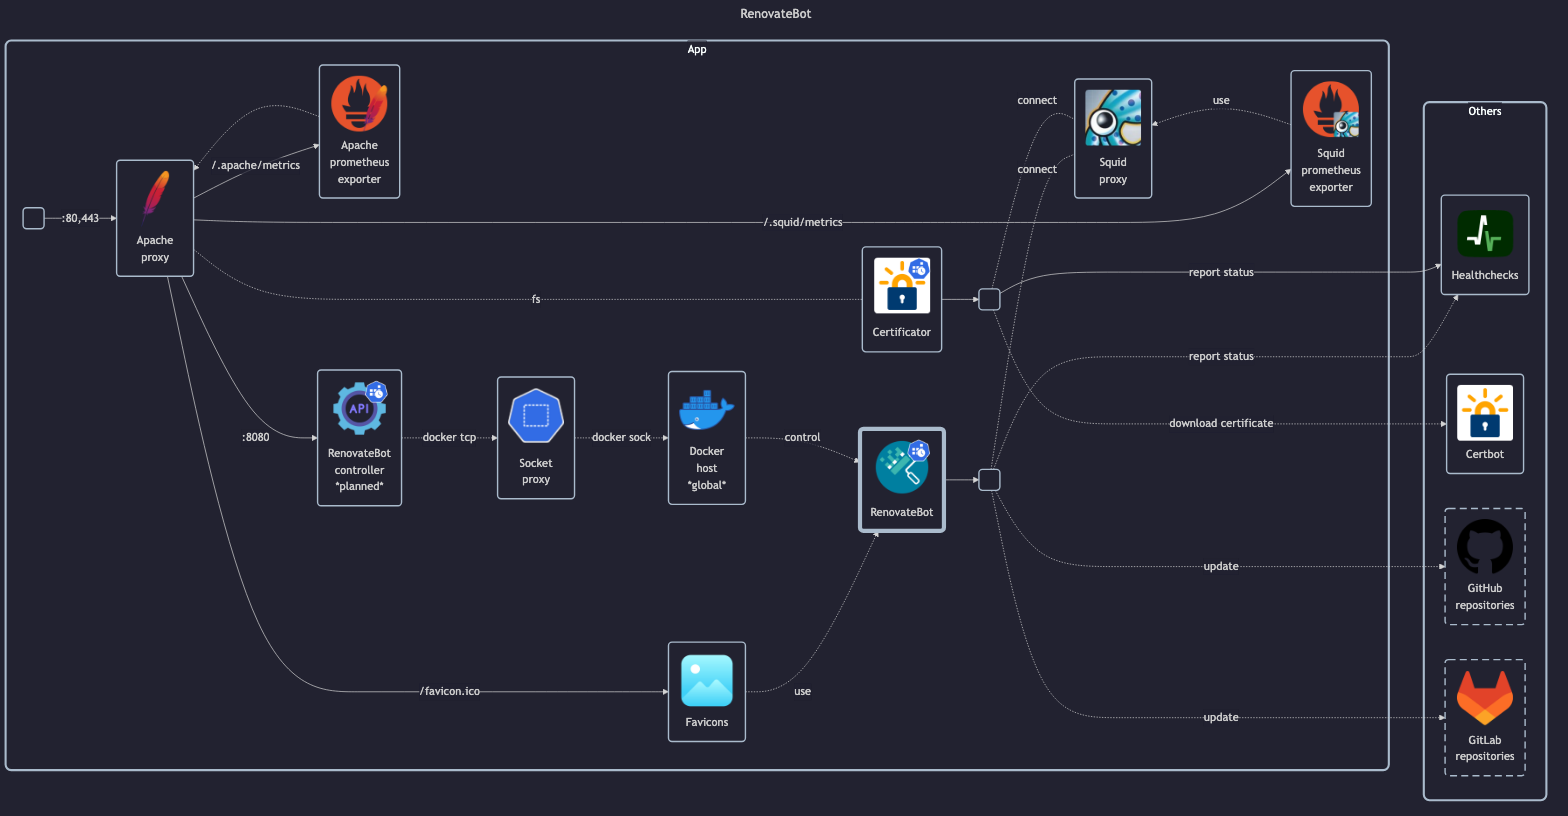 RenovateBot
App
Others
:80,443
Apache
proxy
/.apache/metrics
Apache
prometheus
exporter
connect
connect
Squid
proxy
use
Squid
prometheus
exporter
/.squid/metrics
fs
Certificator
report status
Healthchecks
report status
download certificate
Certbot
:8080
API
RenovateBot
controller
*planned*
docker tcp
Socket
proxy
docker sock
Docker
host
*global*
control
RenovateBot
update
GitHub
repositories
/favicon.ico
Favicons
use
update
GitLab
repositories